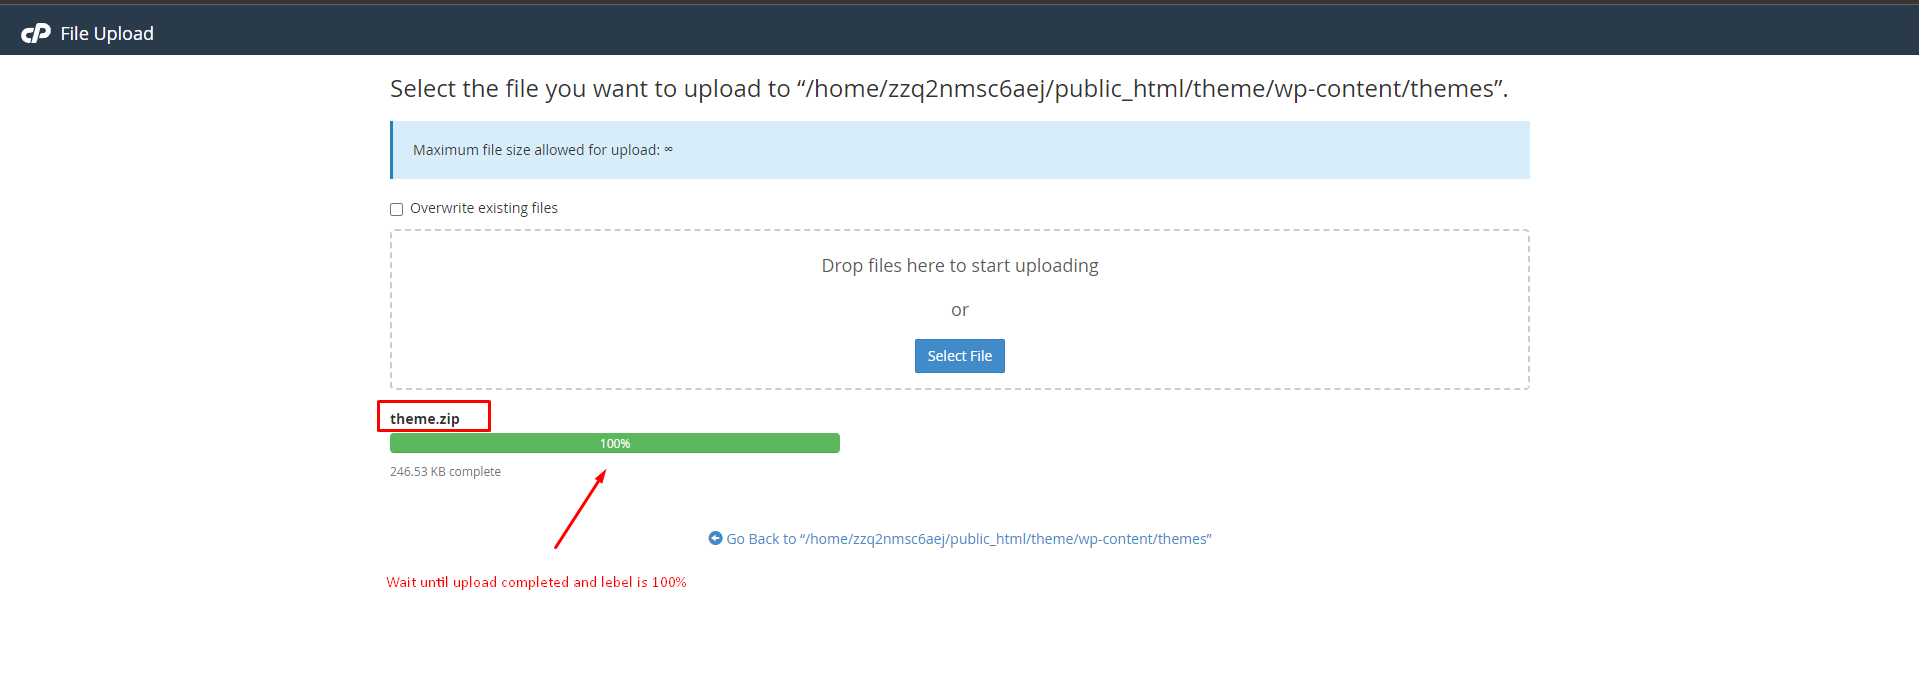 cP File Upload
Select the file you want to upload to “/home/zzq2nmsc6aej/public_html/theme/wp-content/themes”.
Maximum file size allowed for upload: ∞
Overwrite existing files
Drop files here to start uploading
or
Select File
theme.zip
100%
246.53 KB complete
Go Back to “/home/zzq2nmsc6aej/public_html/theme/wp-content/themes”
Wait until upload completed and lebel is 100%